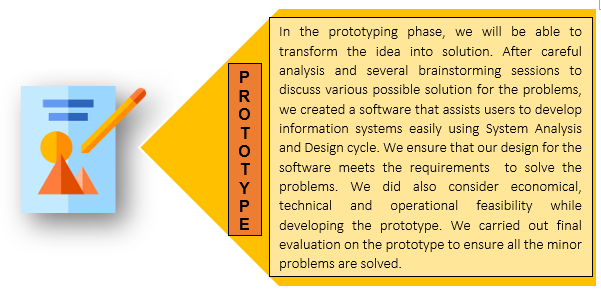 PROTOTYPE
In the prototyping phase, we will be able to
transform the idea into solution. After careful
analysis and several brainstorming sessions to
discuss various possible solution for the problems,
we created a software that assists users to develop
information systems easily using System Analysis
and Design cycle. We ensure that our design for the
software meets the requirements to solve the
problems. We did also consider economical,
technical and operational feasibility while
developing the prototype. We carried out final
evaluation on the prototype to ensure all the minor
problems are solved.